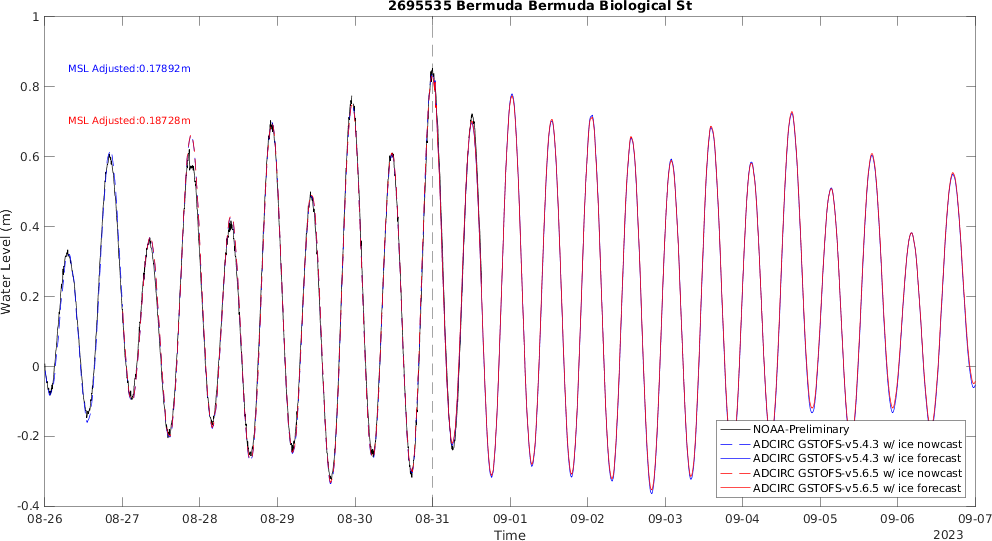 2695535 Bermuda Bermuda Biological St
MSL Adjusted:0.17892m
MSL Adjusted:0.18728m
Water Level (m)
1
0.8
0.6
0.4
0.2
0
-0.2
-0.4
NOAA-Preliminary
ADCIRC GSTOFS-v5.4.3 w/ ice nowcast
ADCIRC GSTOFS-v5.4.3 w/ ice forecast
ADCIRC GSTOFS-v5.6.5 w/ ice nowcast
ADCIRC GSTOFS-v5.6.5 w/ ice forecast
08-26 08-27 08-28 08-29 08-30 08-31 09-01 09-02 09-03 09-04 09-05 09-06 09-07
Time
2023